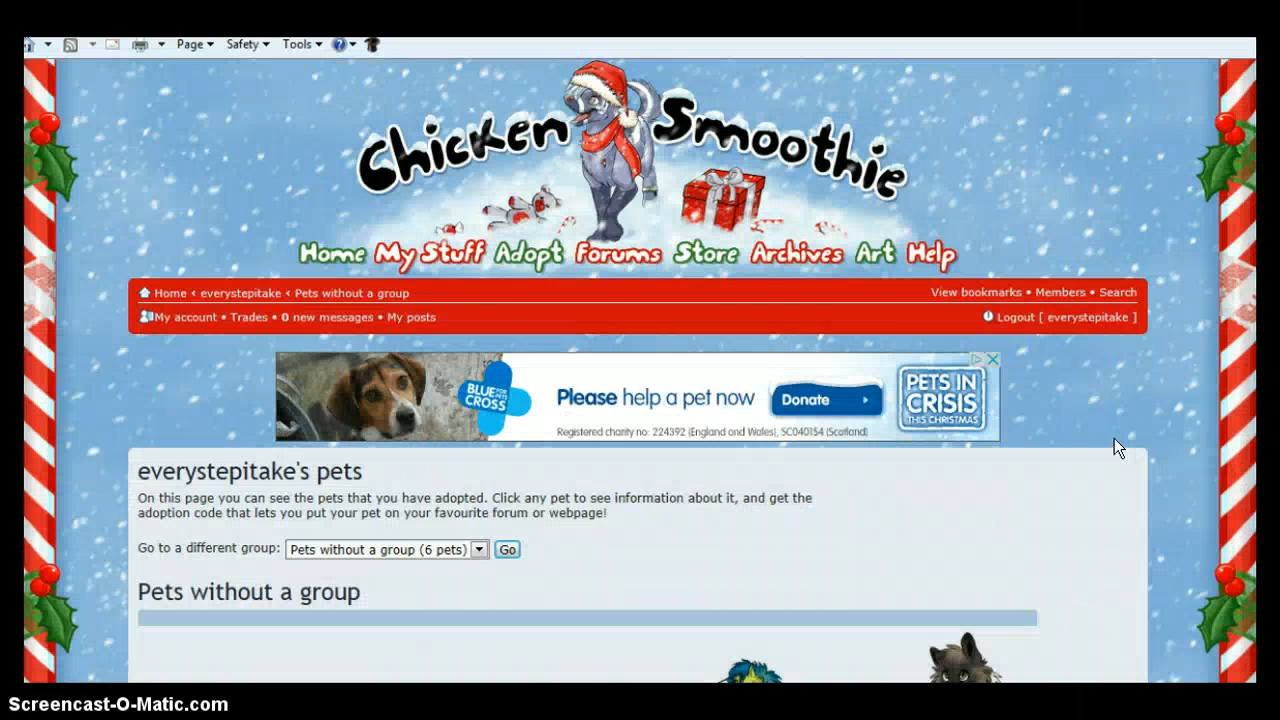 Page Safety Tools
Chicken Smoothie
Home My Stuff Adopt Forums Store Archives Art Help
Home ‹ everystepitake ‹ Pets without a group
View bookmarks • Members • Search
My account • Trades • 0 new messages • My posts
Logout [ everystepitake ]
BLUE CROSS FOR PETS
Please help a pet now
Donate
PETS IN CRISIS THIS CHRISTMAS
Registered charity no: 224392 (England and Wales), SC040154 (Scotland)
everystepitake's pets
On this page you can see the pets that you have adopted. Click any pet to see information about it, and get the
adoption code that lets you put your pet on your favourite forum or webpage!
Go to a different group: Pets without a group (6 pets) Go
Pets without a group
Screencast-O-Matic.com